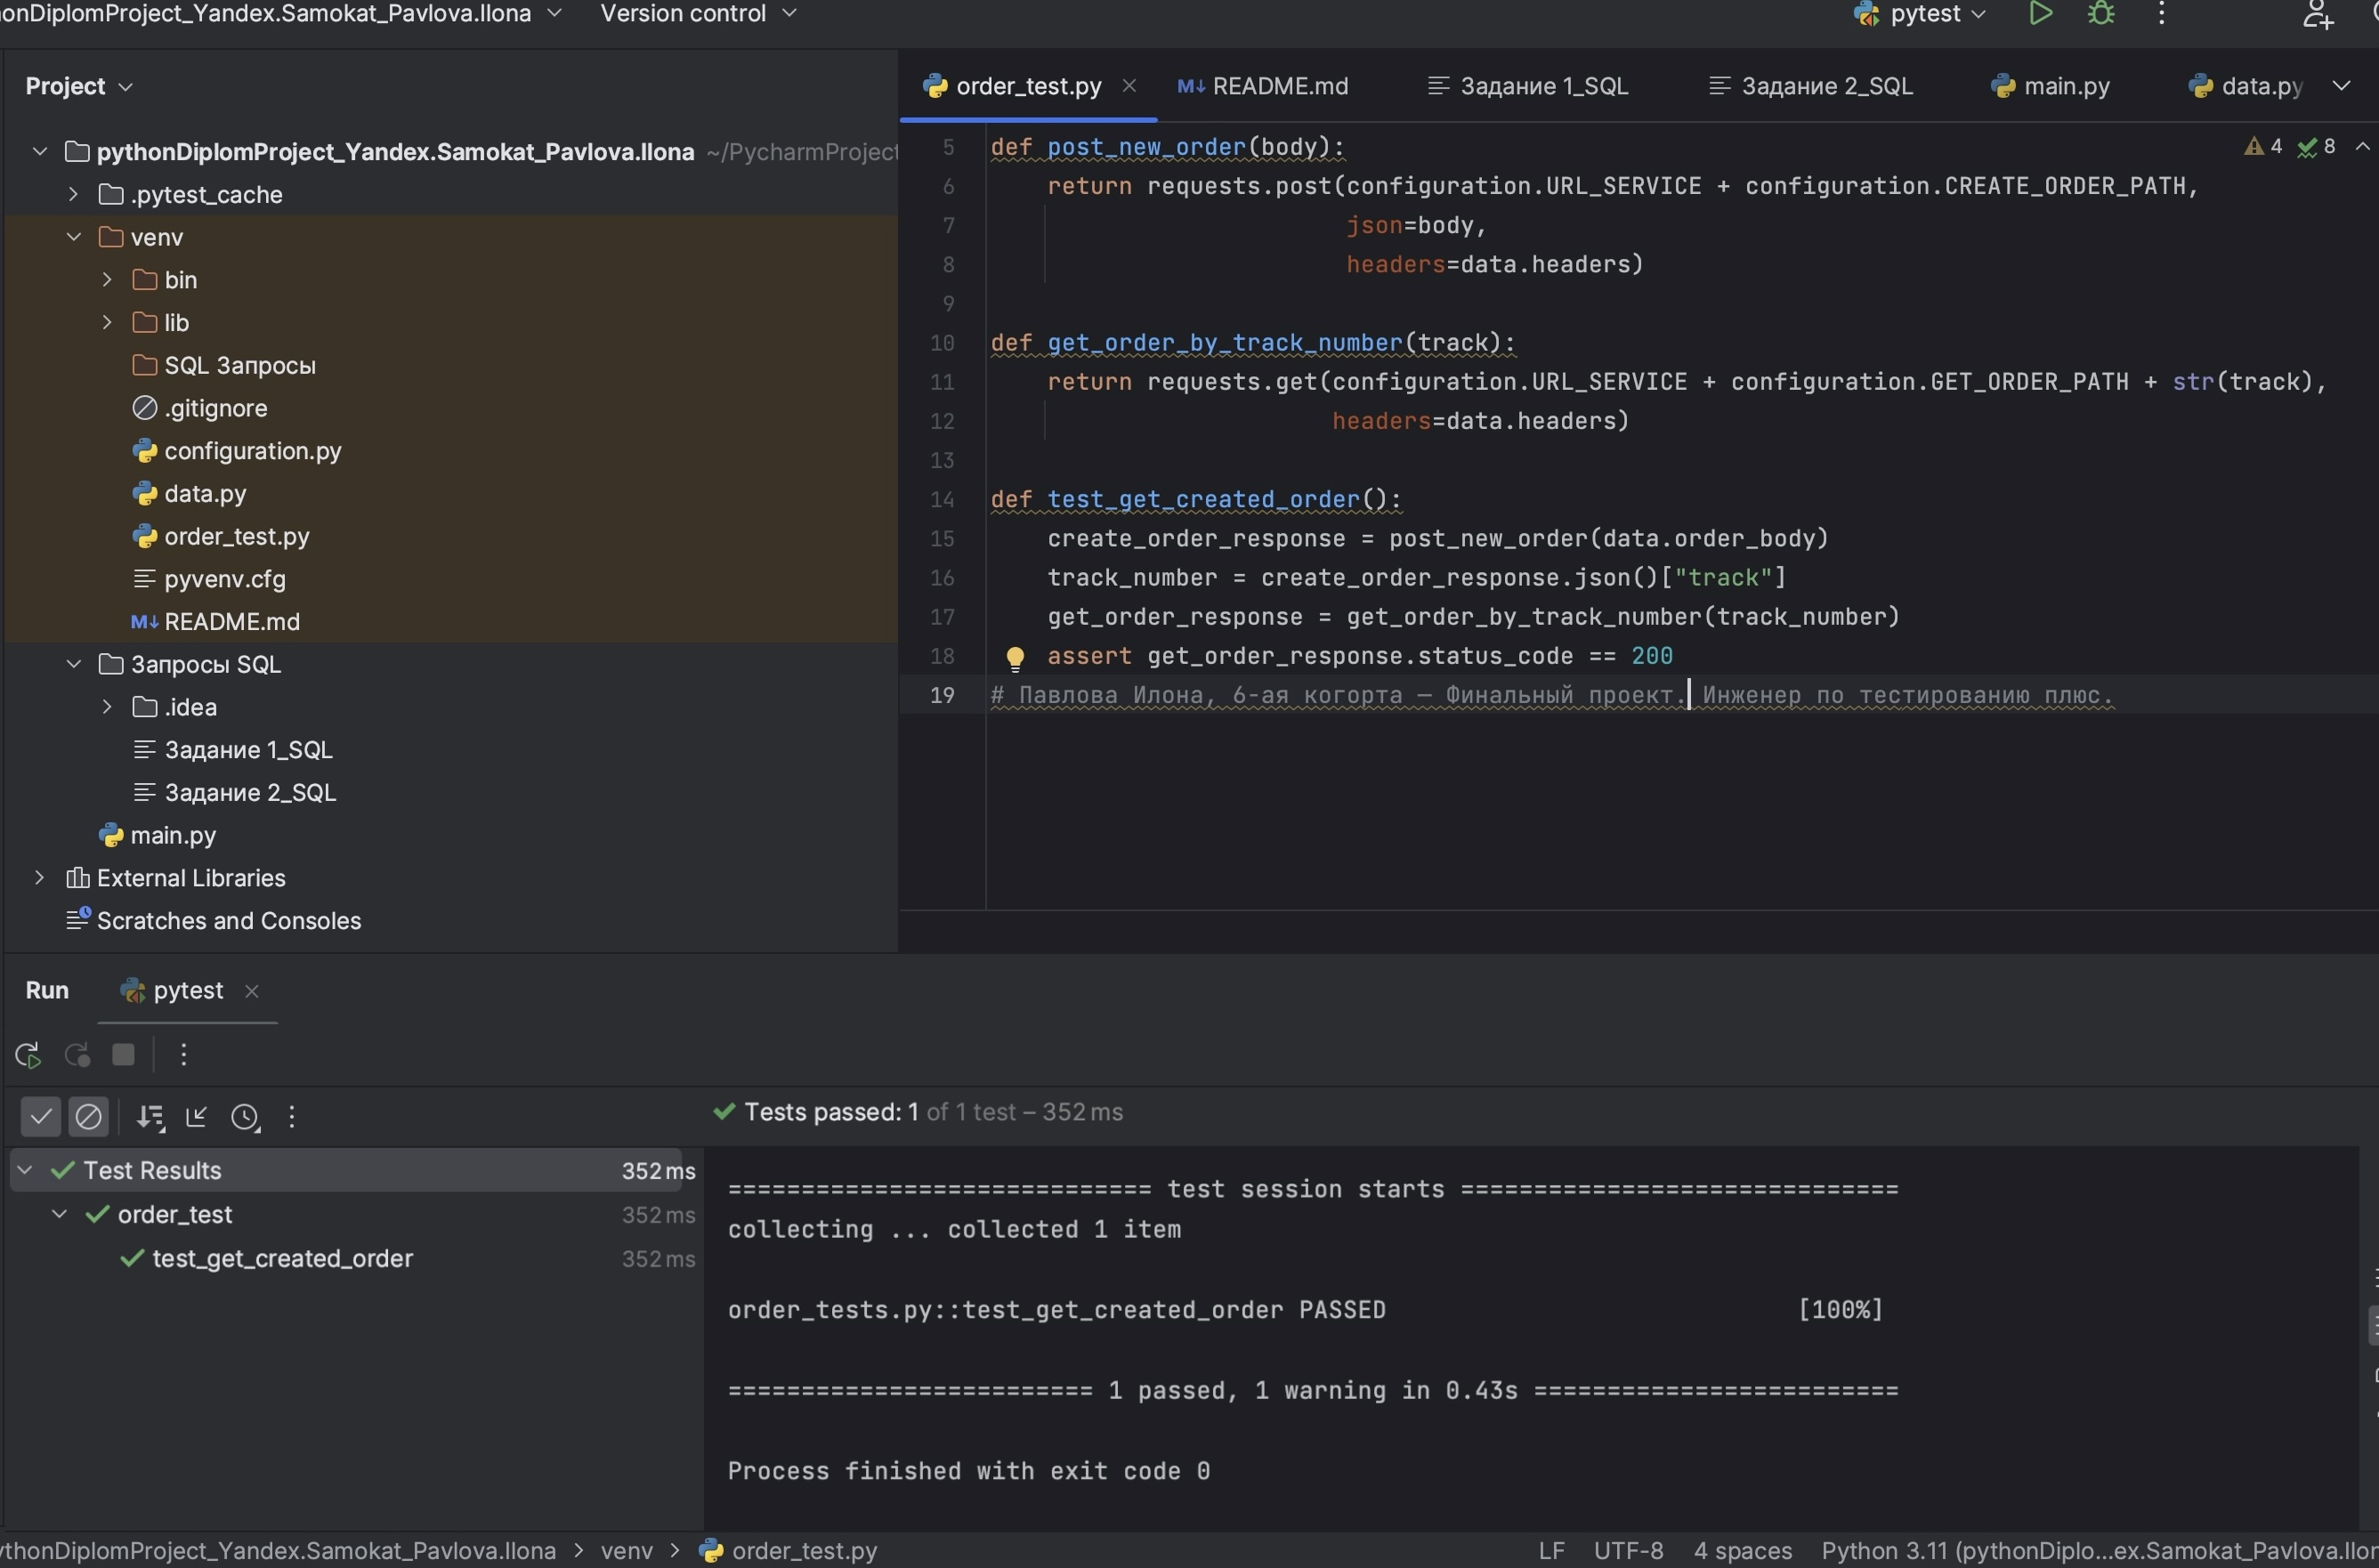 onDiplomProject_Yandex.Samokat_Pavlova.Ilona Version control pytest
Project
pythonDiplomProject_Yandex.Samokat_Pavlova.Ilona ~/PycharmProject
.pytest_cache
venv
bin
lib
SQL Запросы
.gitignore
configuration.py
data.py
order_test.py
pyvenv.cfg
README.md
Запросы SQL
.idea
Задание 1_SQL
Задание 2_SQL
main.py
External Libraries
Scratches and Consoles
order_test.py README.md Задание 1_SQL Задание 2_SQL main.py data.py
4 8
5 def post_new_order(body):
6 return requests.post(configuration.URL_SERVICE + configuration.CREATE_ORDER_PATH,
7 json=body,
8 headers=data.headers)
9
10 def get_order_by_track_number(track):
11 return requests.get(configuration.URL_SERVICE + configuration.GET_ORDER_PATH + str(track),
12 headers=data.headers)
13
14 def test_get_created_order():
15 create_order_response = post_new_order(data.order_body)
16 track_number = create_order_response.json()["track"]
17 get_order_response = get_order_by_track_number(track_number)
18 assert get_order_response.status_code == 200
19 # Павлова Илона, 6-ая когорта — Финальный проект. Инженер по тестированию плюс.
Run pytest
Tests passed: 1 of 1 test – 352 ms
Test Results 352 ms
order_test 352 ms
test_get_created_order 352 ms
============================= test session starts ==============================
collecting ... collected 1 item
order_tests.py::test_get_created_order PASSED [100%]
========================= 1 passed, 1 warning in 0.43s =========================
Process finished with exit code 0
ythonDiplomProject_Yandex.Samokat_Pavlova.Ilona > venv > order_test.py LF UTF-8 4 spaces Python 3.11 (pythonDiplo...ex.Samokat_Pavlova.Ilon